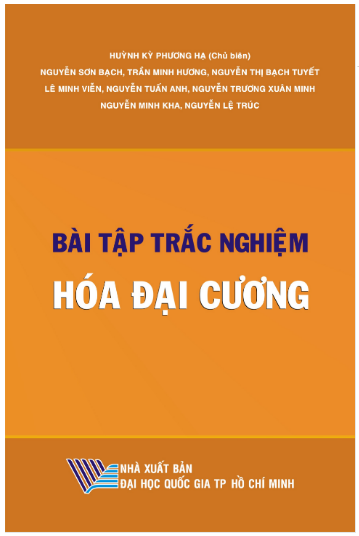 HUỲNH KỲ PHƯƠNG HẠ (Chủ biên)
NGUYỄN SƠN BẠCH, TRẦN MINH HƯƠNG, NGUYỄN THỊ BẠCH TUYẾT
LÊ MINH VIỄN, NGUYỄN TUẤN ANH, NGUYỄN TRƯƠNG XUÂN MINH
NGUYỄN MINH KHA, NGUYỄN LỆ TRÚC
BÀI TẬP TRẮC NGHIỆM
HÓA ĐẠI CƯƠNG
NHÀ XUẤT BẢN
ĐẠI HỌC QUỐC GIA TP HỒ CHÍ MINH